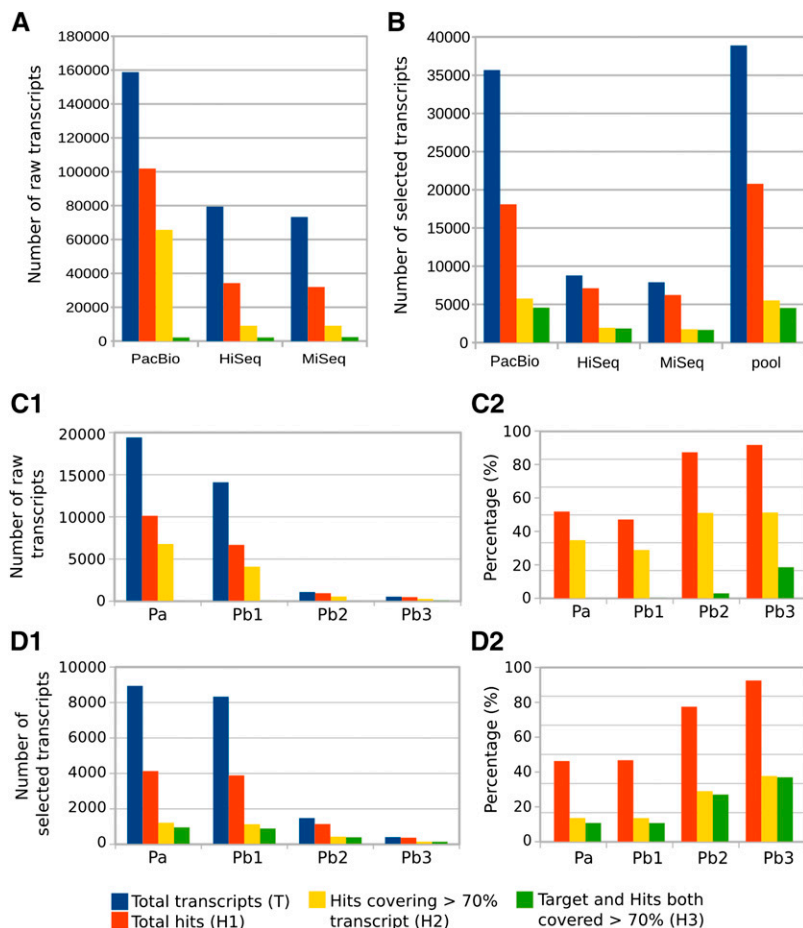 A
180000
160000
140000
120000
100000
80000
60000
40000
20000
0
Number of raw transcripts
PacBio HiSeq MiSeq
B
40000
35000
30000
25000
20000
15000
10000
5000
0
Number of selected transcripts
PacBio HiSeq MiSeq pool
C1
20000
15000
10000
5000
0
Number of raw
transcripts
Pa Pb1 Pb2 Pb3
C2
100
80
60
40
20
0
Percentage (%)
Pa Pb1 Pb2 Pb3
D1
10000
8000
6000
4000
2000
0
Number of
selected transcripts
Pa Pb1 Pb2 Pb3
D2
100
80
60
40
20
0
Percentage (%)
Pa Pb1 Pb2 Pb3
Total transcripts (T)
Total hits (H1)
Hits covering > 70%
transcript (H2)
Target and Hits both
covered > 70% (H3)